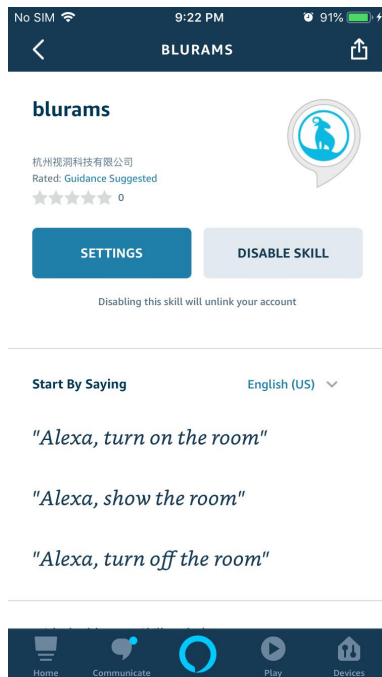 No SIM 9:22 PM 91%
BLURAMS
blurams
杭州视洞科技有限公司
Rated: Guidance Suggested
0
SETTINGS DISABLE SKILL
Disabling this skill will unlink your account
Start By Saying English (US)
"Alexa, turn on the room"
"Alexa, show the room"
"Alexa, turn off the room"
Home Communicate Play Devices